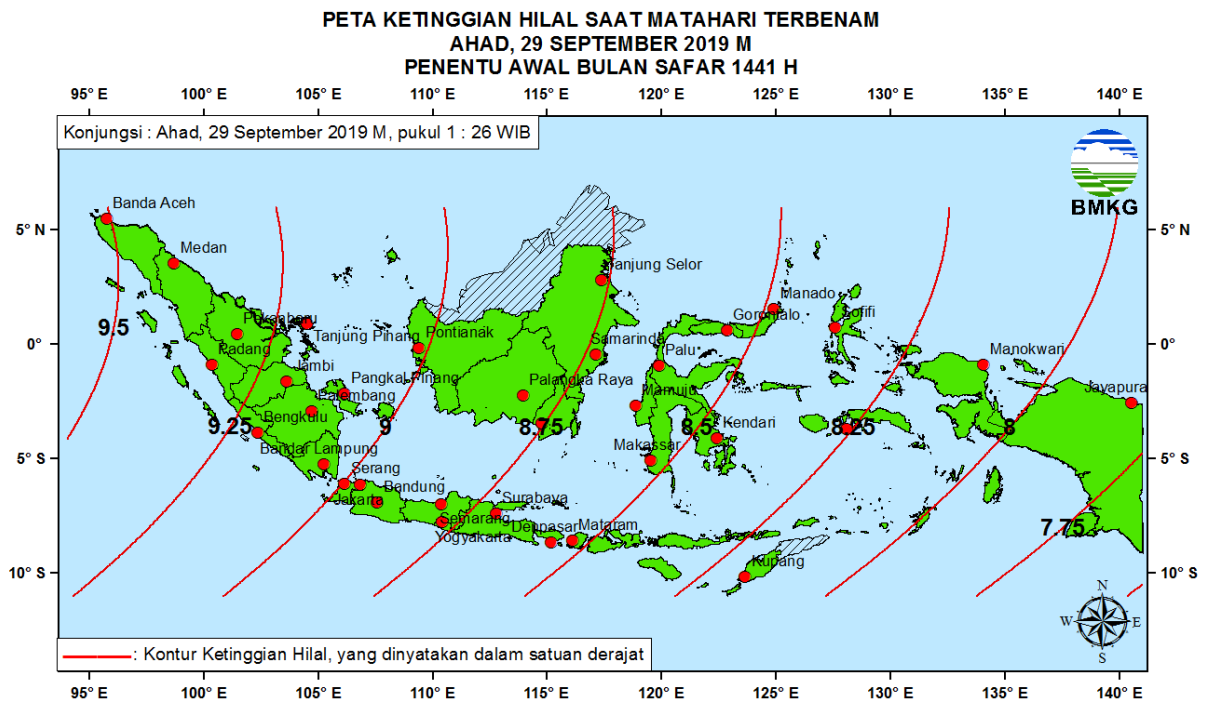 PETA KETINGGIAN HILAL SAAT MATAHARI TERBENAM
AHAD, 29 SEPTEMBER 2019 M
PENENTU AWAL BULAN SAFAR 1441 H
95° E 100° E 105° E 110° E 115° E 120° E 125° E 130° E 135° E 140° E
Konjungsi : Ahad, 29 September 2019 M, pukul 1 : 26 WIB
BMKG
Banda Aceh
5° N 5° N
Medan
Tanjung Selor
Manado
Sofifi
Gorontalo
Pekanbaru
9.5
Tanjung Pinang
Pontianak
Samarinda
0° 0°
Padang
Palu
Manokwari
Jambi
Pangkal Pinang
Palangka Raya
Mamuju
Jayapura
Palembang
Bengkulu
9.25 9 8.75 8.5 8.25 8
Kendari
Bandar Lampung
Makassar
5° S 5° S
Serang
Bandung
Jakarta
Surabaya
Semarang
Denpasar
Mataram
7.75
Yogyakarta
Kupang
10° S 10° S
N
W E
S
: Kontur Ketinggian Hilal, yang dinyatakan dalam satuan derajat
95° E 100° E 105° E 110° E 115° E 120° E 125° E 130° E 135° E 140° E